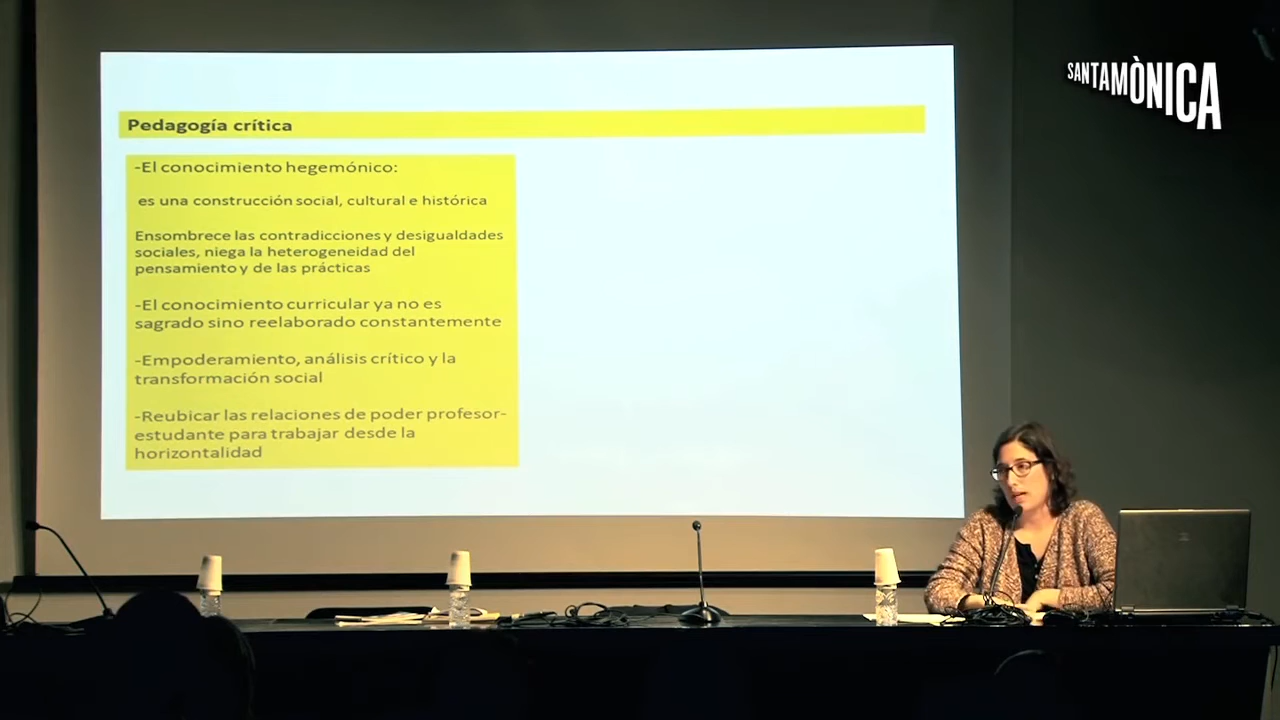 SANTAMÒNICA
Pedagogía crítica
-El conocimiento hegemónico:
es una construcción social, cultural e histórica
Ensombrece las contradicciones y desigualdades
sociales, niega la heterogeneidad del
pensamiento y de las prácticas
-El conocimiento curricular ya no es
sagrado sino reelaborado constantemente
-Empoderamiento, análisis crítico y la
transformación social
-Reubicar las relaciones de poder profesor-
estudante para trabajar desde la
horizontalidad